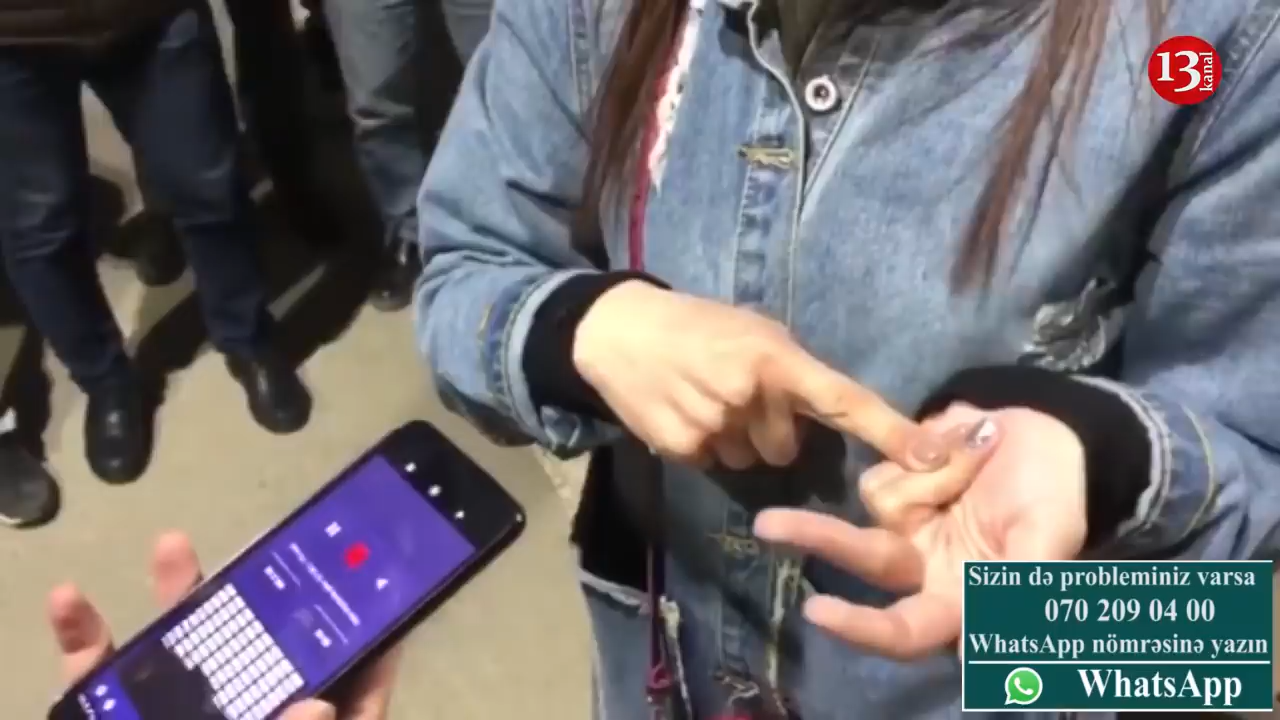 13 kanal
Sizin də probleminiz varsa
070 209 04 00
WhatsApp nömrəsinə yazın
WhatsApp